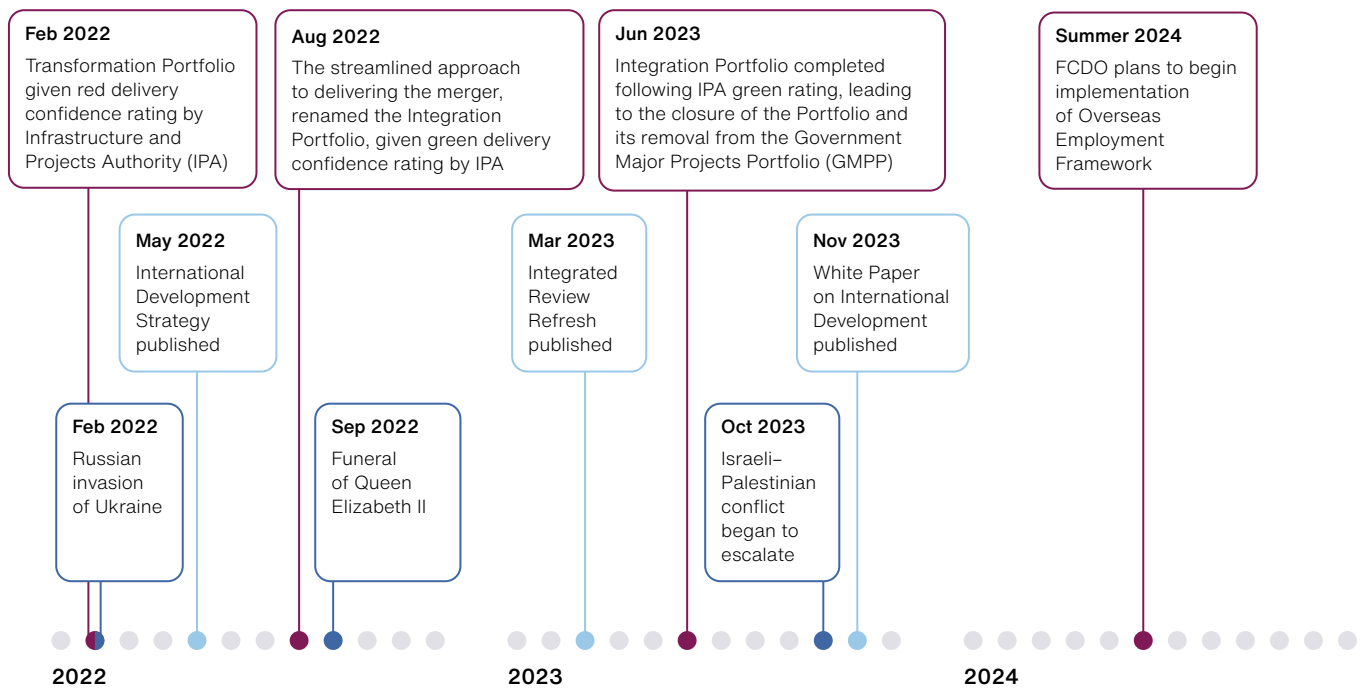 Feb 2022
Transformation Portfolio
given red delivery
confidence rating by
Infrastructure and
Projects Authority (IPA)
Aug 2022
The streamlined approach
to delivering the merger,
renamed the Integration
Portfolio, given green delivery
confidence rating by IPA
Jun 2023
Integration Portfolio completed
following IPA green rating, leading
to the closure of the Portfolio and
its removal from the Government
Major Projects Portfolio (GMPP)
Summer 2024
FCDO plans to begin
implementation
of Overseas
Employment
Framework
May 2022
International
Development
Strategy
published
Mar 2023
Integrated
Review
Refresh
published
Nov 2023
White Paper
on International
Development
published
Feb 2022
Russian
invasion
of Ukraine
Sep 2022
Funeral
of Queen
Elizabeth II
Oct 2023
Israeli–
Palestinian
conflict
began to
escalate
2022
2023
2024